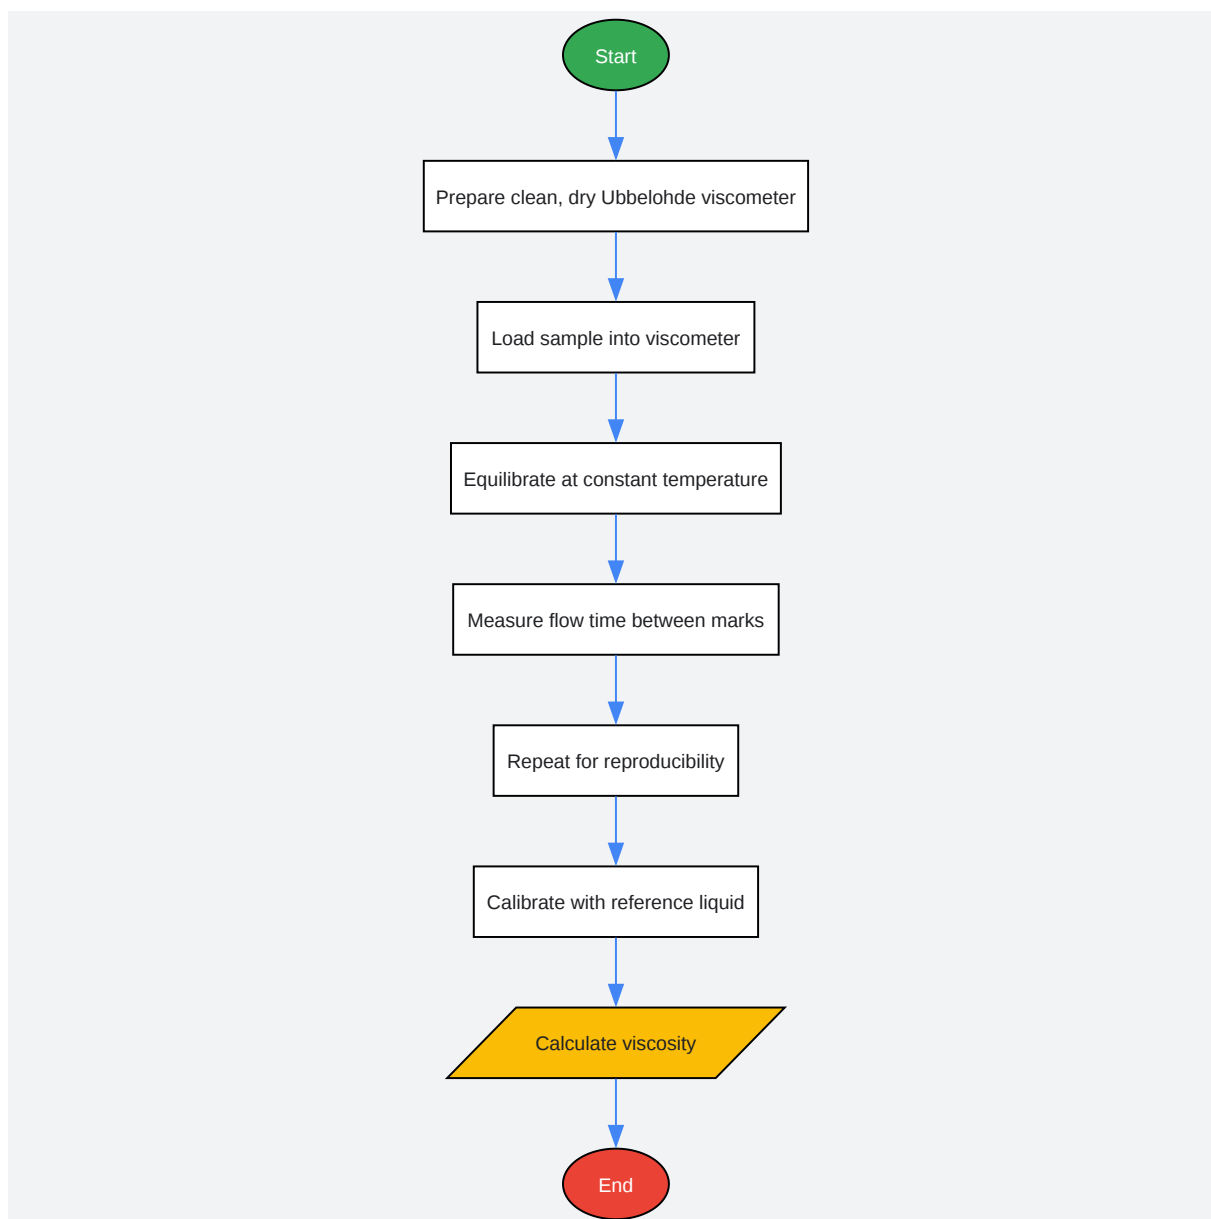 Start
Prepare clean, dry Ubbelohde viscometer
Load sample into viscometer
Equilibrate at constant temperature
Measure flow time between marks
Repeat for reproducibility
Calibrate with reference liquid
Calculate viscosity
End